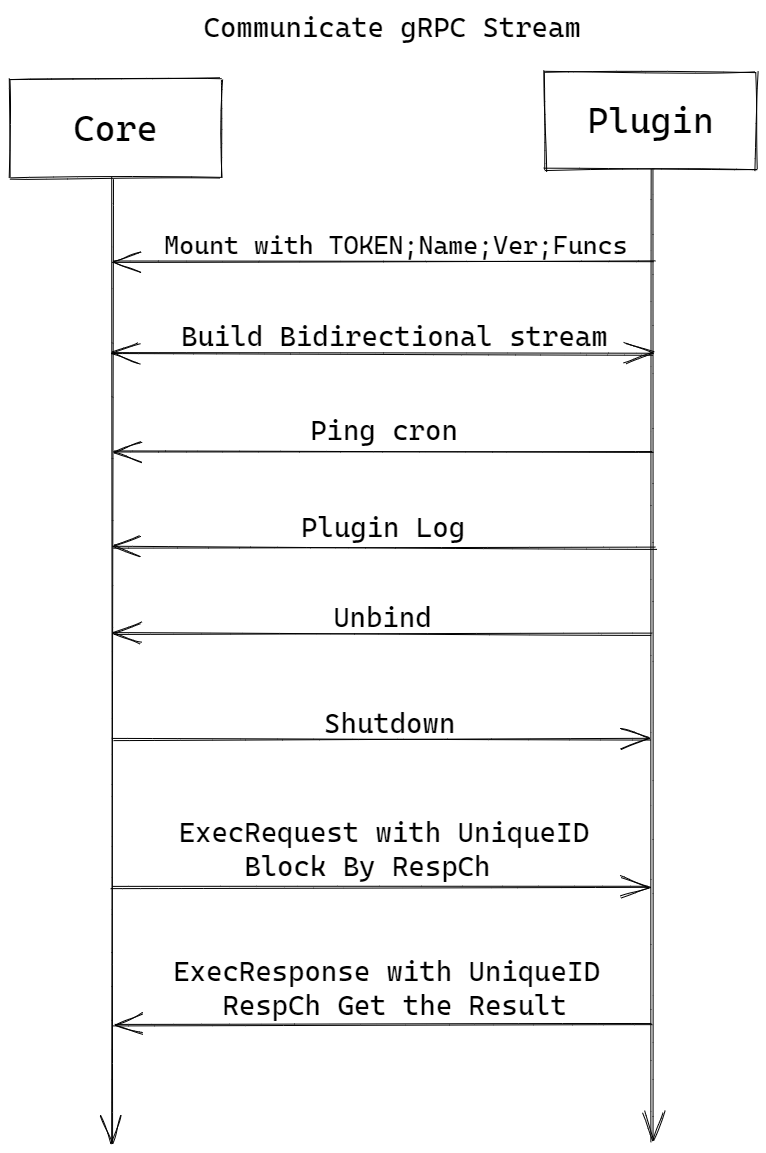 Communicate gRPC Stream
Core
Plugin
Mount with TOKEN;Name;Ver;Funcs
Build Bidirectional stream
Ping cron
Plugin Log
Unbind
Shutdown
ExecRequest with UniqueID
Block By RespCh
ExecResponse with UniqueID
RespCh Get the Result